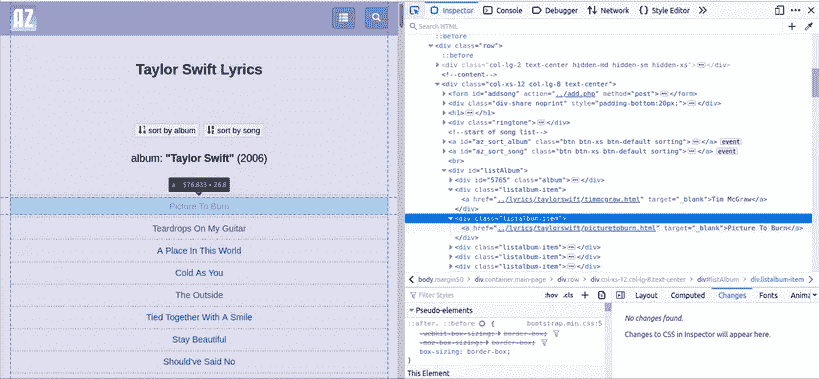 AZ
Taylor Swift Lyrics
sort by album sort by song
album: "Taylor Swift" (2006)
a 576.833 × 26.8
Picture To Burn
Teardrops On My Guitar
A Place In This World
Cold As You
The Outside
Tied Together With A Smile
Stay Beautiful
Should've Said No
Inspector Console Debugger Network Style Editor
Search HTML
::before
<div class="row">
::before
<div class="col-lg-2 text-center hidden-md hidden-sm hidden-xs"></div>
<!--content-->
<div class="col-xs-12 col-lg-8 text-center">
<form id="addsong" action="../add.php" method="post"></form>
<div class="div-share noprint" style="padding-bottom:20px;"></div>
<h1></h1>
<div class="ringtone"></div>
<!--start of song list-->
<a id="az_sort_album" class="btn btn-xs btn-default sorting"></a> event
<a id="az_sort_song" class="btn btn-xs btn-default sorting"></a> event
<br>
<div id="listAlbum">
<div id="5765" class="album"></div>
<div class="listalbum-item">
<a href="../lyrics/taylorswift/timmcgraw.html" target="_blank">Tim McGraw</a>
</div>
<div class="listalbum-item">
<a href="../lyrics/taylorswift/picturetoburn.html" target="_blank">Picture To Burn</a>
</div>
<div class="listalbum-item"></div>
<div class="listalbum-item"></div>
<div class="listalbum-item"></div>
body.margin50 > div.container.main-page > div.row > div.col-xs-12.col-lg-8.text-center > div#listAlbum > div.listalbum-item
Filter Styles :hov .cls + Layout Computed Changes Fonts Anima
Pseudo-elements
::after, ::before { bootstrap.min.css:5
-webkit-box-sizing: border-box;
-moz-box-sizing: border-box;
box-sizing: border-box;
}
This Element
No changes found.
Changes to CSS in Inspector will appear here.